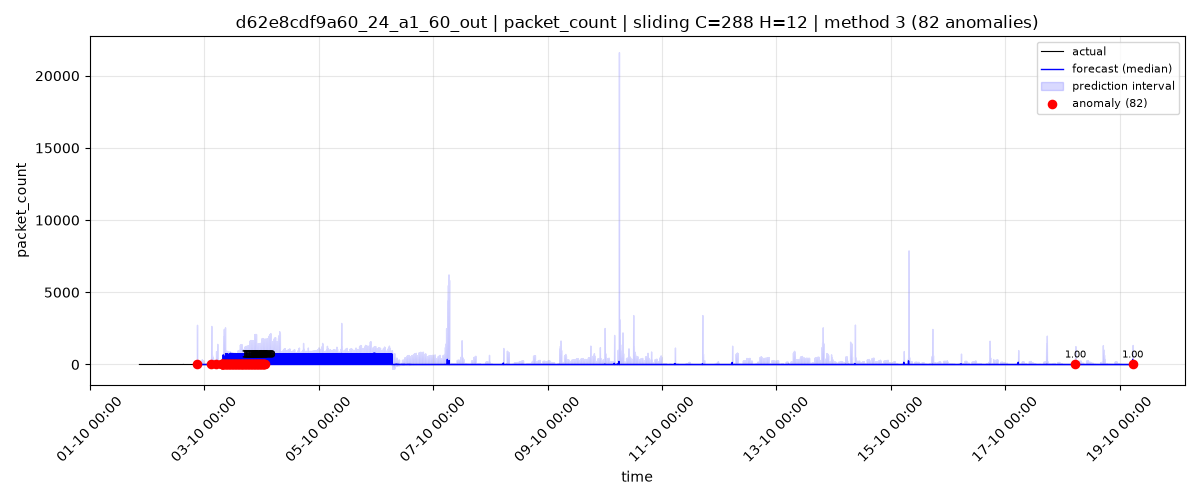 d62e8cdf9a60_24_a1_60_out | packet_count | sliding C=288 H=12 | method 3 (82 anomalies)
actual
forecast (median)
prediction interval
anomaly (82)
packet_count
20000
15000
10000
5000
0
1.00
1.00
01-10 00:00
03-10 00:00
05-10 00:00
07-10 00:00
09-10 00:00
11-10 00:00
13-10 00:00
15-10 00:00
17-10 00:00
19-10 00:00
time